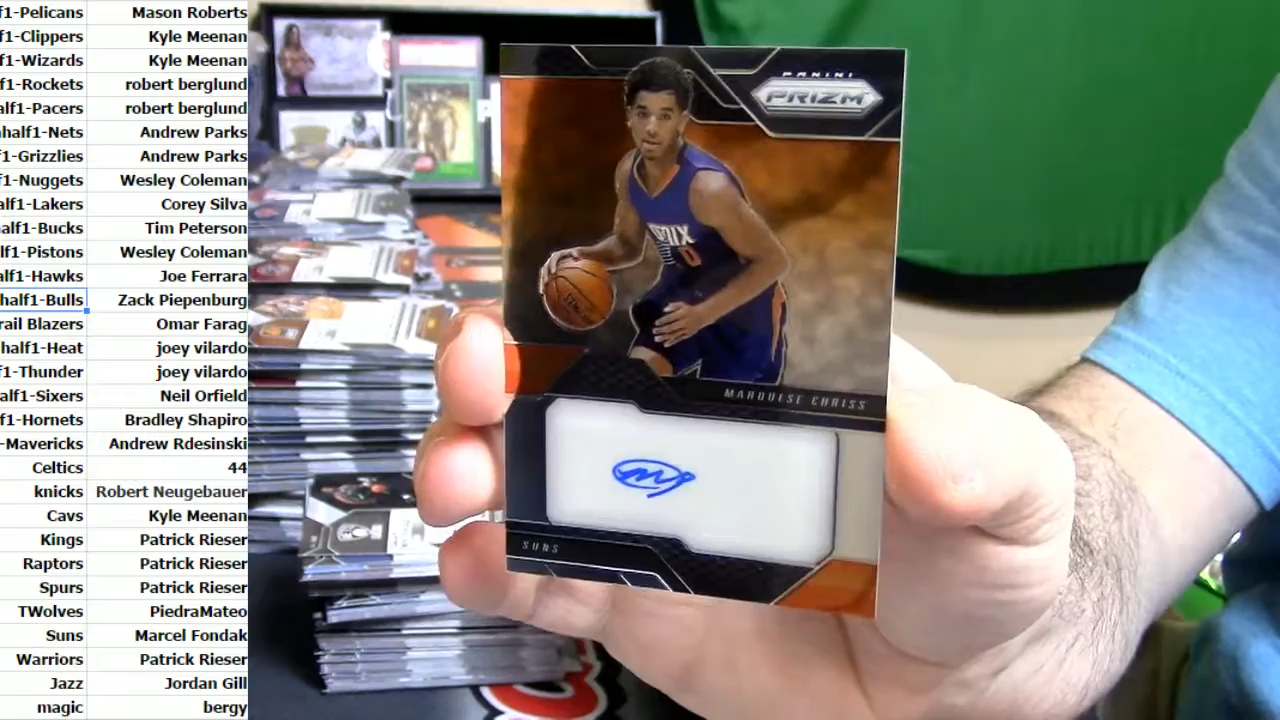 f1-Pelicans Mason Roberts
f1-Clippers Kyle Meenan
f1-Wizards Kyle Meenan
f1-Rockets robert berglund
alf1-Pacers robert berglund
half1-Nets Andrew Parks
f1-Grizzlies Andrew Parks
f1-Nuggets Wesley Coleman
alf1-Lakers Corey Silva
alf1-Bucks Tim Peterson
lf1-Pistons Wesley Coleman
alf1-Hawks Joe Ferrara
half1-Bulls Zack Piepenburg
rail Blazers Omar Farag
half1-Heat joey vilardo
lf1-Thunder joey vilardo
alf1-Sixers Neil Orfield
f1-Hornets Bradley Shapiro
-Mavericks Andrew Rdesinski
Celtics 44
knicks Robert Neugebauer
Cavs Kyle Meenan
Kings Patrick Rieser
Raptors Patrick Rieser
Spurs Patrick Rieser
TWolves PiedraMateo
Suns Marcel Fondak
Warriors Patrick Rieser
Jazz Jordan Gill
magic bergy
PANINI
PRIZM
0
SPALDING
MARQUESE CHRISS
SUNS